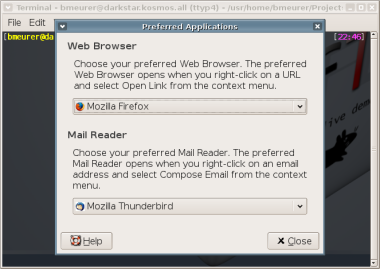 Terminal - bmeurer@darkstar.kosmos.all (ttyp4) - /usr/home/bmeurer/Project
File Edit
Preferred Applications
[bmeurer@da
[22:46]
Web Browser
Choose your preferred Web Browser. The preferred
Web Browser opens when you right-click on a URL
and select Open Link from the context menu.
Mozilla Firefox
Mail Reader
Choose your preferred Mail Reader. The preferred
Mail Reader opens when you right-click on an email
address and select Compose Email from the context
menu.
Mozilla Thunderbird
Help
Close